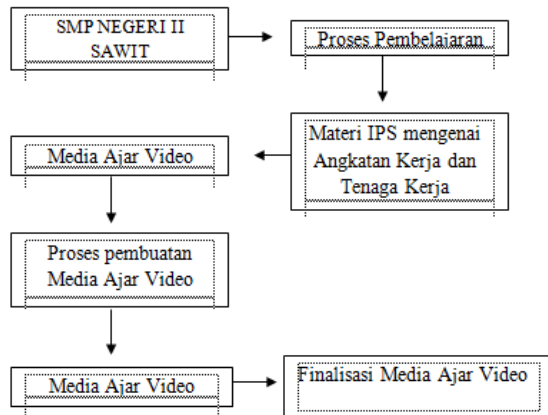 SMP NEGERI II
SAWIT
Proses Pembelajaran
Materi IPS mengenai
Angkatan Kerja dan
Tenaga Kerja
Media Ajar Video
Proses pembuatan
Media Ajar Video
Media Ajar Video
Finalisasi Media Ajar Video